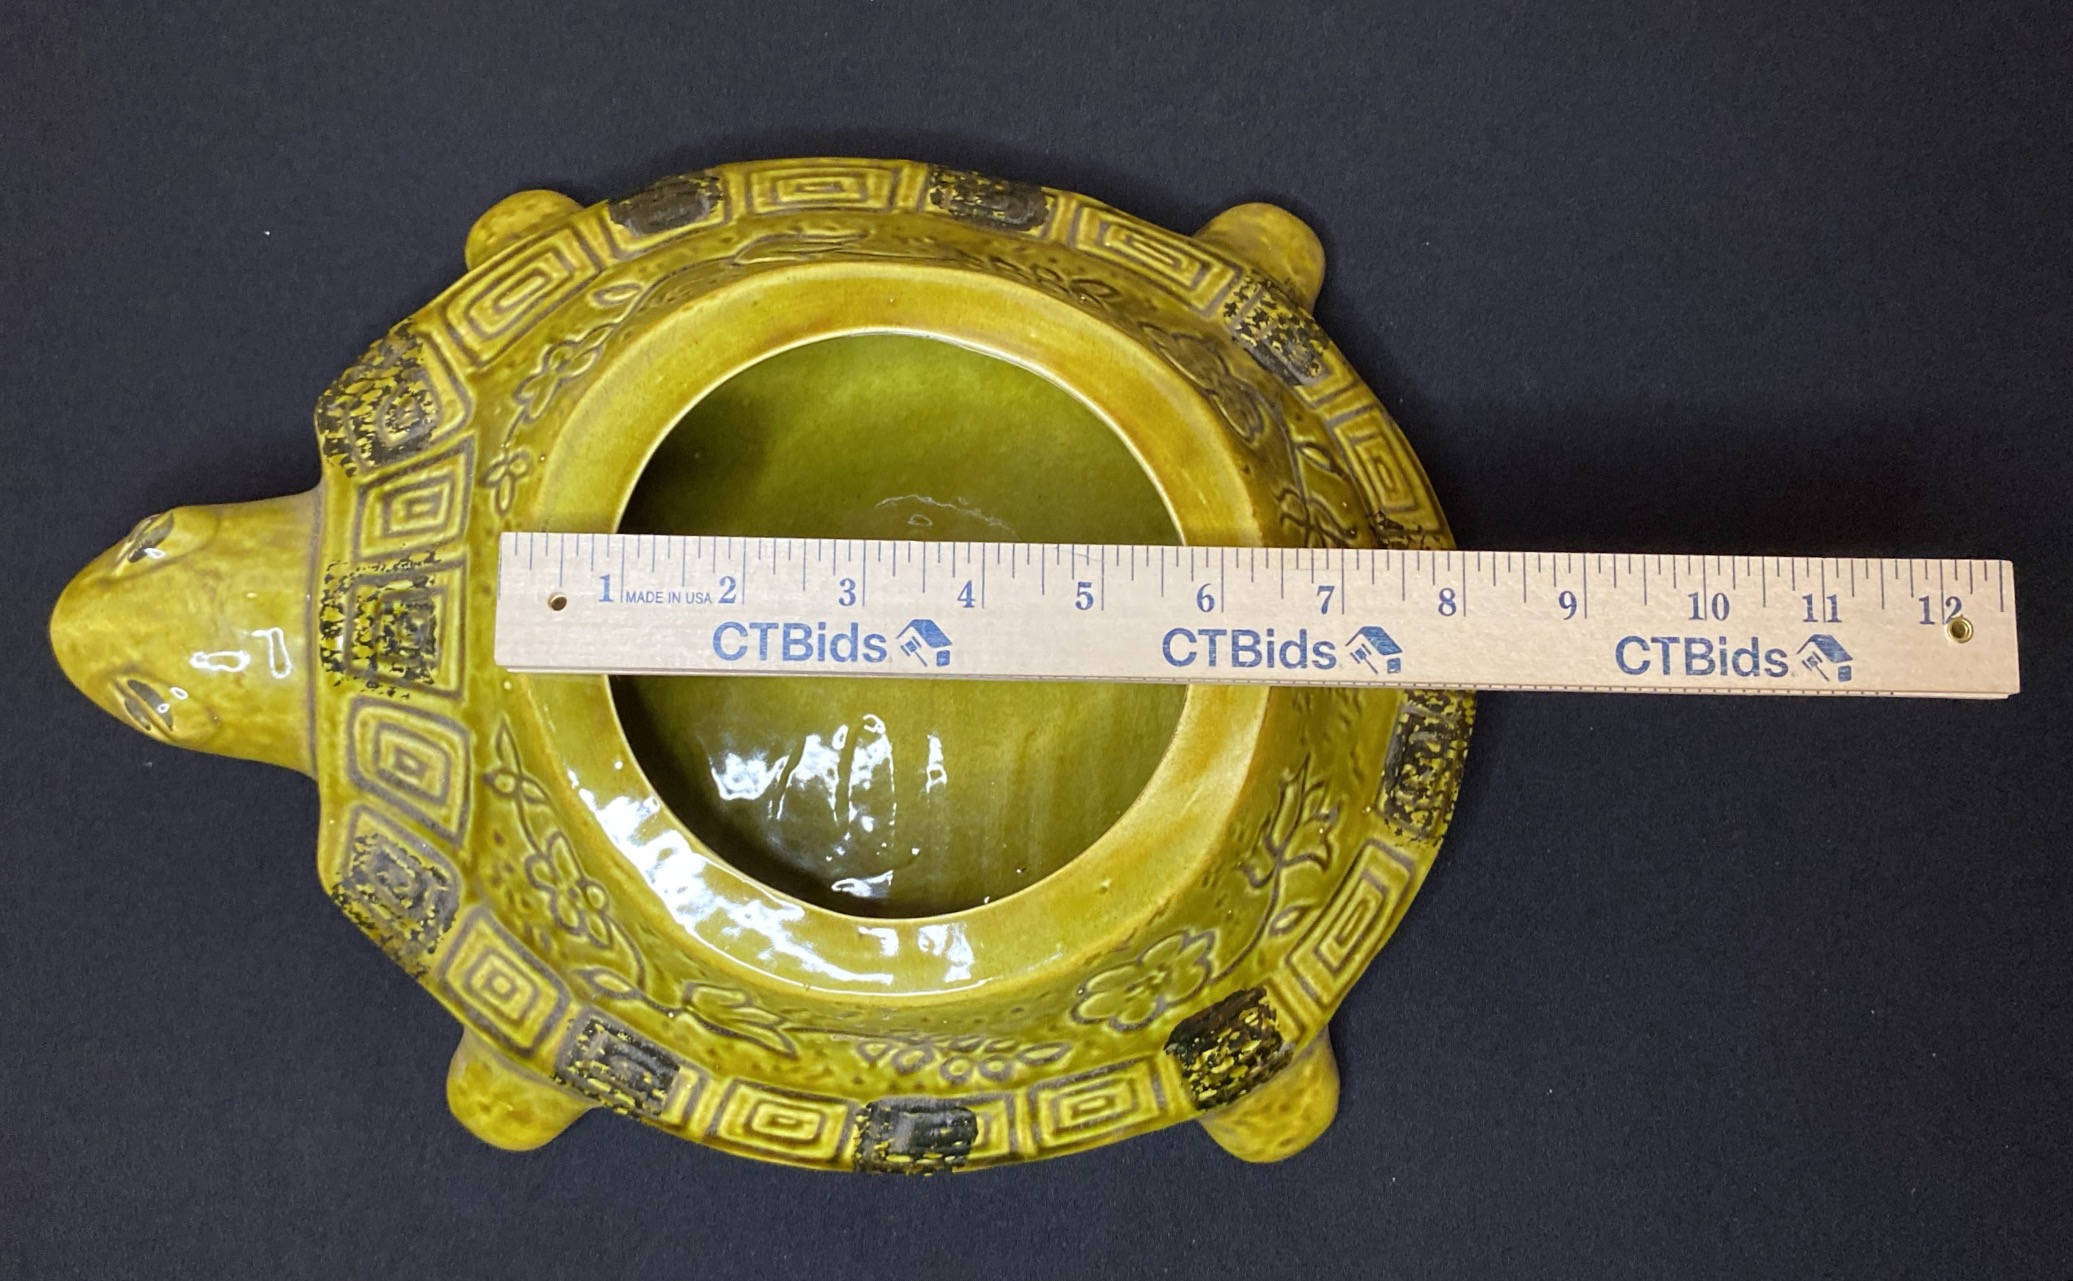 1 MADE IN USA 2 3 4 5 6 7 8 9 10 11 12
CTBids CTBids CTBids